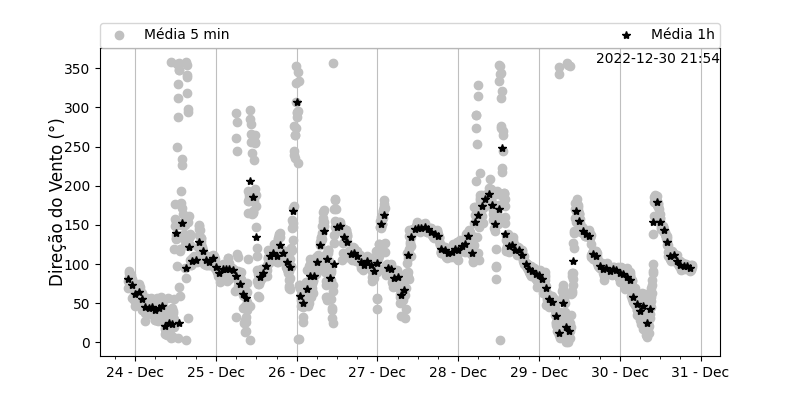 Média 5 min
Média 1h
2022-12-30 21:54
Direção do Vento (°)
350
300
250
200
150
100
50
0
24 - Dec
25 - Dec
26 - Dec
27 - Dec
28 - Dec
29 - Dec
30 - Dec
31 - Dec